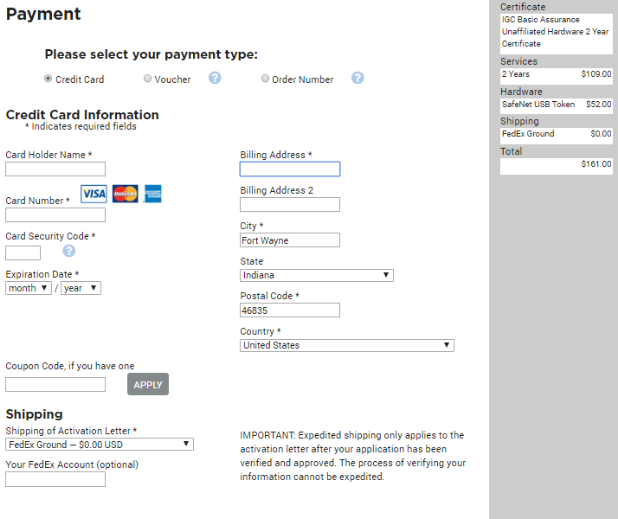 Payment
Please select your payment type:
Credit Card
Voucher
?
Order Number
?
Credit Card Information
* Indicates required fields
Card Holder Name *
Card Number *
VISA
MasterCard
AMERICAN EXPRESS
Card Security Code *
?
Expiration Date *
month / year
Billing Address *
Billing Address 2
City *
Fort Wayne
State
Indiana
Postal Code *
46835
Country *
United States
Coupon Code, if you have one
APPLY
Shipping
Shipping of Activation Letter *
FedEx Ground — $0.00 USD
Your FedEx Account (optional)
IMPORTANT: Expedited shipping only applies to the
activation letter after your application has been
verified and approved. The process of verifying your
information cannot be expedited.
Certificate
IGC Basic Assurance
Unaffiliated Hardware 2 Year
Certificate
Services
2 Years $109.00
Hardware
SafeNet USB Token $52.00
Shipping
FedEx Ground $0.00
Total
$161.00